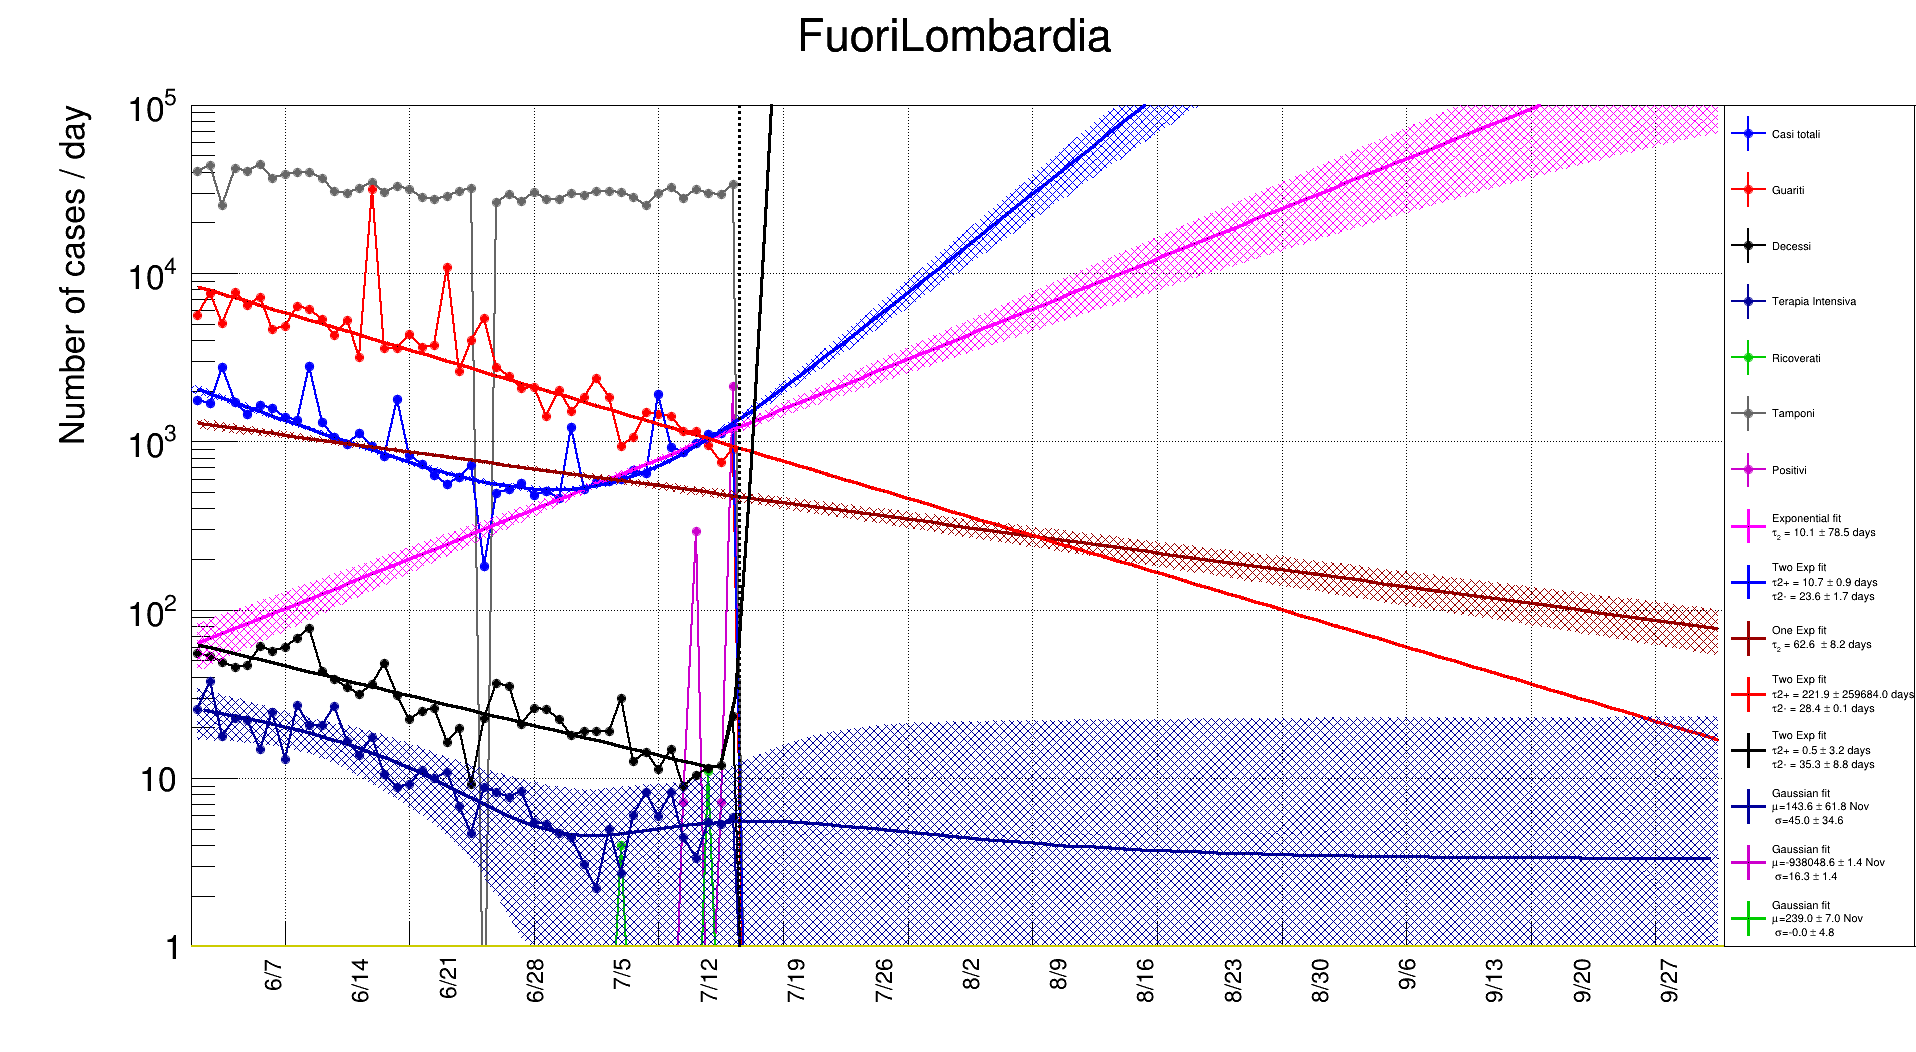 FuoriLombardia
Number of cases / day
10^5
10^4
10^3
10^2
10
1
6/7
6/14
6/21
6/28
7/5
7/12
7/19
7/26
8/2
8/9
8/16
8/23
8/30
9/6
9/13
9/20
9/27
Casi totali
Guariti
Decessi
Terapia Intensiva
Ricoverati
Tamponi
Positivi
Exponential fit
τ₂ = 10.1 ± 78.5 days
Two Exp fit
τ2+ = 10.7 ± 0.9 days
τ2- = 23.6 ± 1.7 days
One Exp fit
τ₂ = 62.6 ± 8.2 days
Two Exp fit
τ2+ = 221.9 ± 259684.0 days
τ2- = 28.4 ± 0.1 days
Two Exp fit
τ2+ = 0.5 ± 3.2 days
τ2- = 35.3 ± 8.8 days
Gaussian fit
μ=143.6 ± 61.8 Nov
σ=45.0 ± 34.6
Gaussian fit
μ=-938048.6 ± 1.4 Nov
σ=16.3 ± 1.4
Gaussian fit
μ=239.0 ± 7.0 Nov
σ=-0.0 ± 4.8